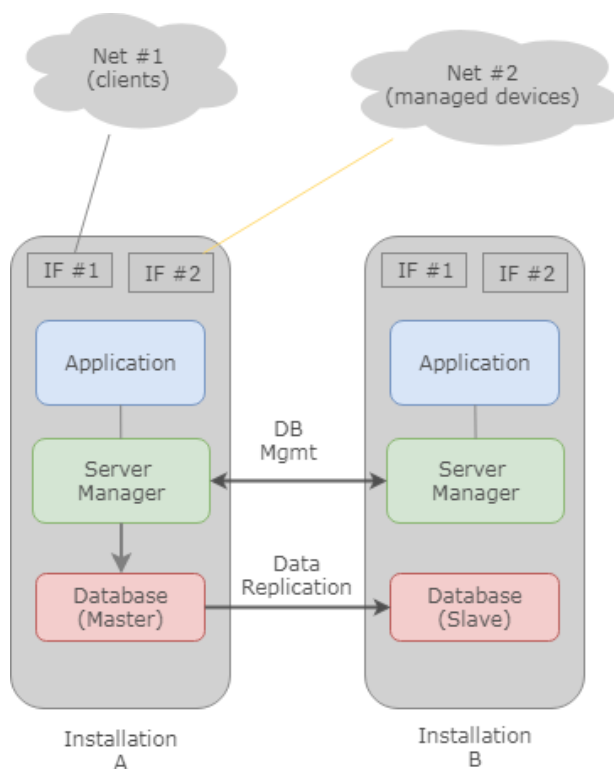 Net #1
(clients)
Net #2
(managed devices)
IF #1
IF #2
IF #1
IF #2
Application
Application
DB
Mgmt
Server
Manager
Server
Manager
Data
Replication
Database
(Master)
Database
(Slave)
Installation
A
Installation
B